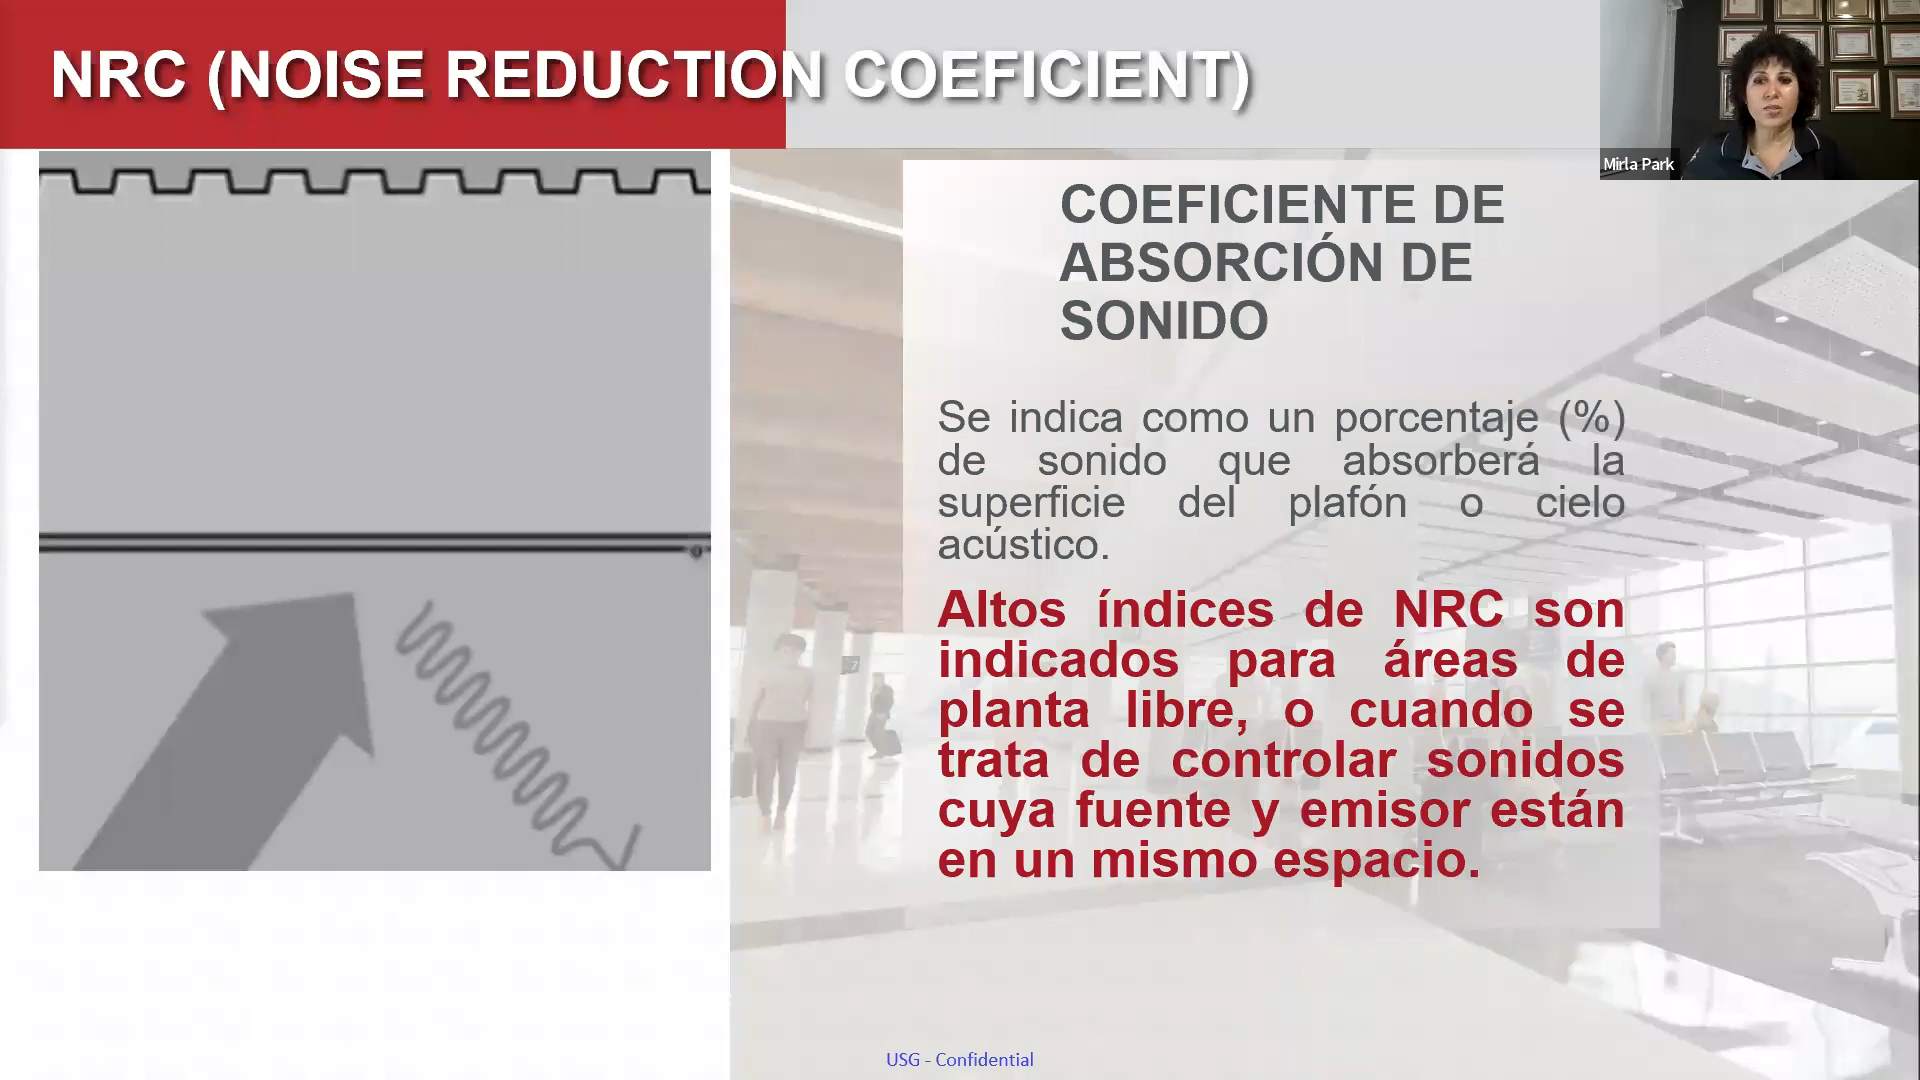 NRC (NOISE REDUCTION COEFICIENT)
Mirla Park
COEFICIENTE DE
ABSORCIÓN DE
SONIDO
Se indica como un porcentaje (%)
de sonido que absorberá la
superficie del plafón o cielo
acústico.
Altos índices de NRC son
indicados para áreas de
planta libre, o cuando se
trata de controlar sonidos
cuya fuente y emisor están
en un mismo espacio.
USG - Confidential